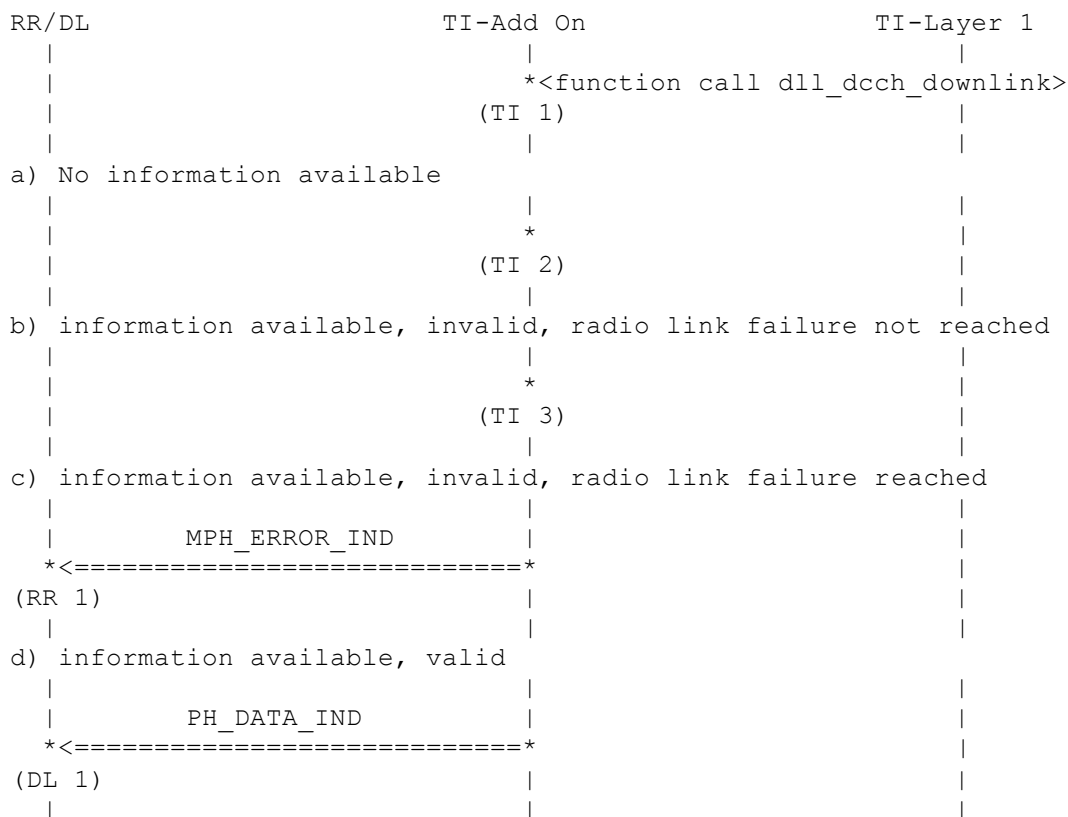 RR/DL                      TI-Add On                  TI-Layer 1
  |                             |                          |
  |                             *<function call dll_dcch_downlink>
  |                          (TI 1)                        |
  |                             |                          |
a) No information available
  |                             |                          |
  |                             *                          |
  |                          (TI 2)                        |
  |                             |                          |
b) information available, invalid, radio link failure not reached
  |                             |                          |
  |                             *                          |
  |                          (TI 3)                        |
  |                             |                          |
c) information available, invalid, radio link failure reached
  |                             |                          |
  |        MPH_ERROR_IND        |                          |
  *<============================*                          |
(RR 1)                          |                          |
  |                             |                          |
d) information available, valid
  |                             |                          |
  |        PH_DATA_IND          |                          |
  *<============================*                          |
(DL 1)                          |                          |
  |                             |                          |